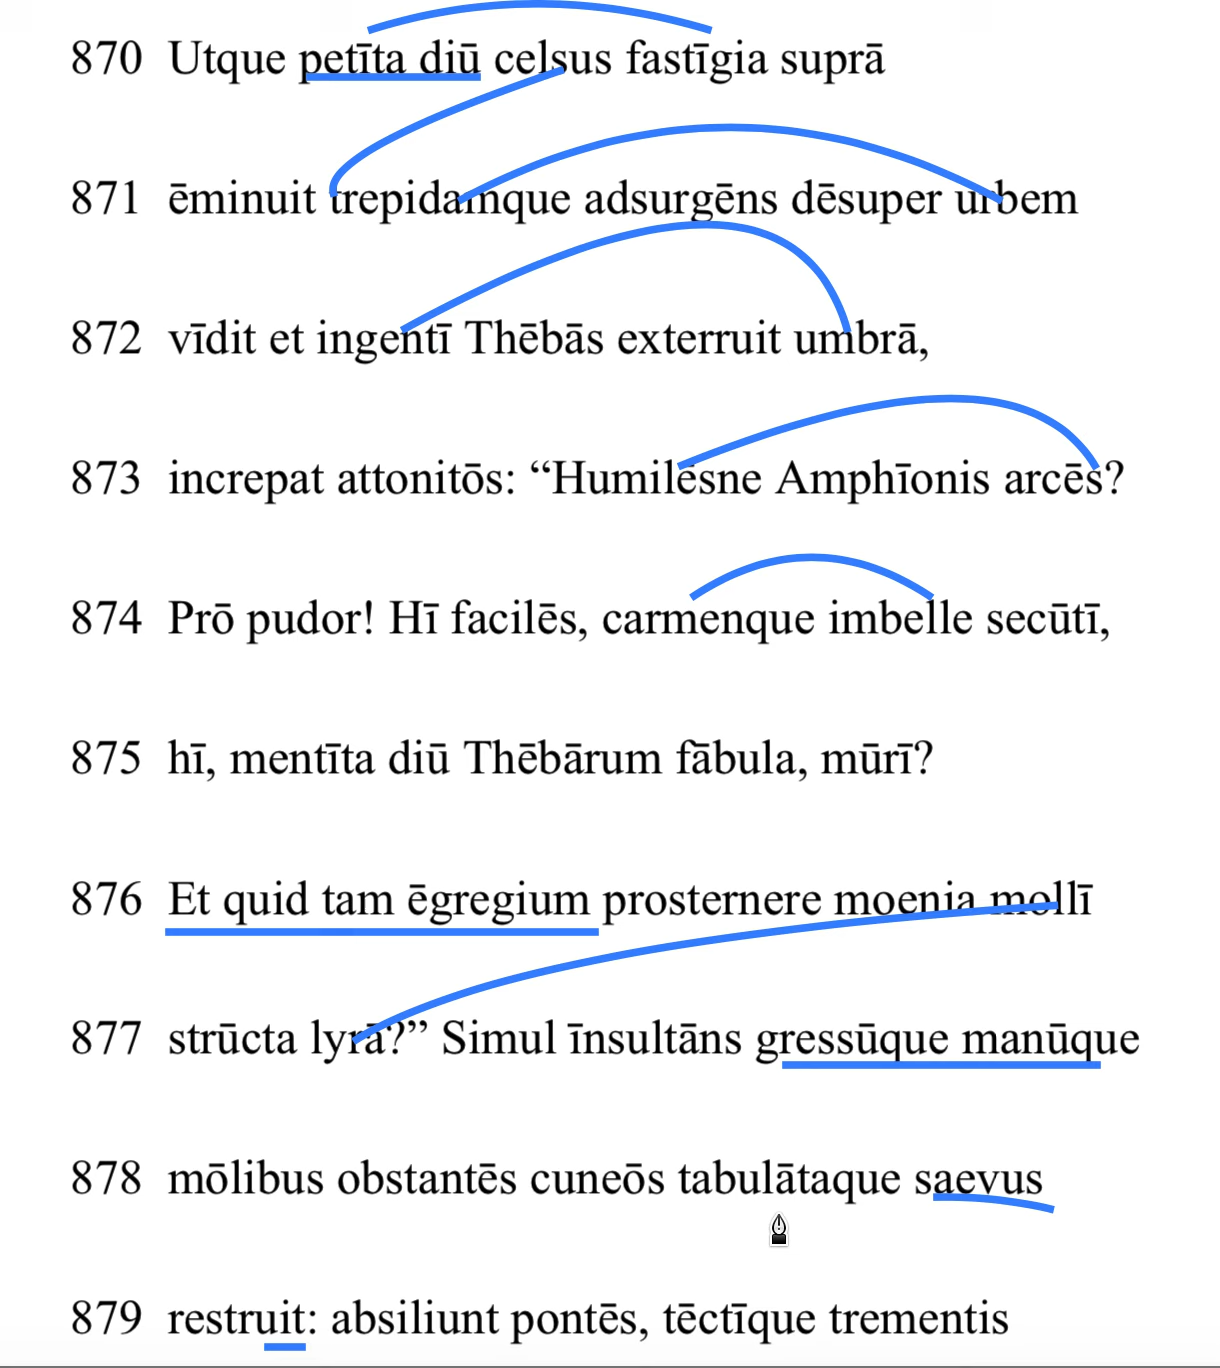 870 Utque petīta diū celsus fastīgia suprā
871 ēminuit trepidamque adsurgēns dēsuper urbem
872 vīdit et ingentī Thēbās exterruit umbrā,
873 increpat attonitōs: “Humilēsne Amphīonis arcēs?
874 Prō pudor! Hī facilēs, carmenque imbelle secūtī,
875 hī, mentīta diū Thēbārum fābula, mūrī?
876 Et quid tam ēgregium prosternere moenia mollī
877 strūcta lyrā?” Simul īnsultāns gressūque manūque
878 mōlibus obstantēs cuneōs tabulātaque saevus
879 restruit: absiliunt pontēs, tēctīque trementis